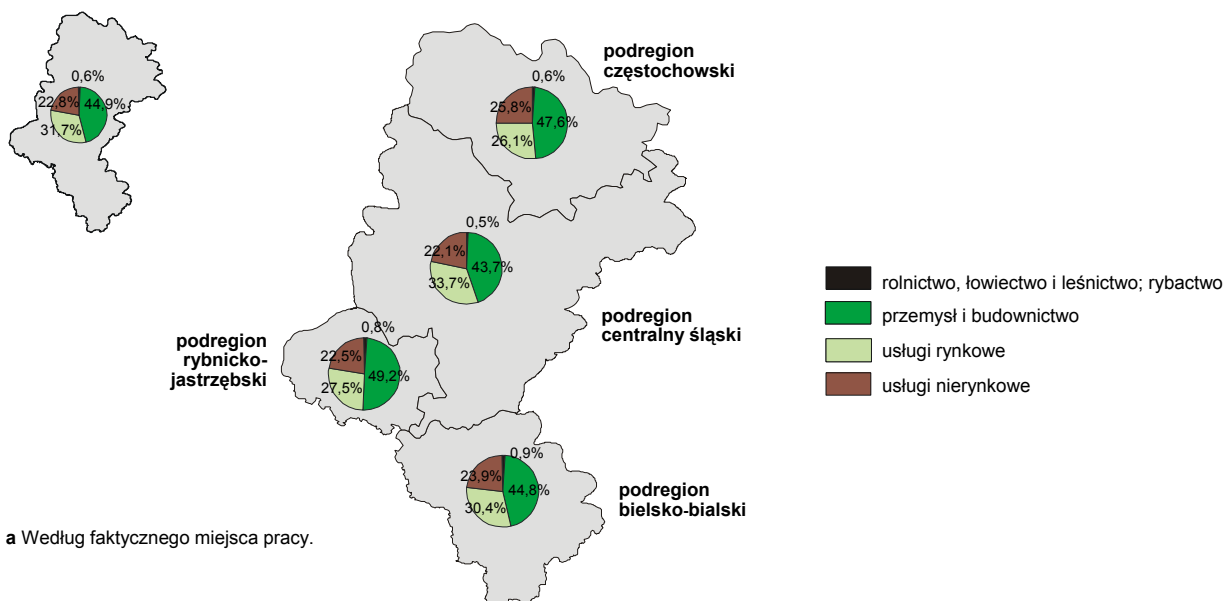 0,6%
22,8% 44,9%
31,7%
podregion
częstochowski
0,6%
25,8% 47,6%
26,1%
0,5%
22,1% 43,7%
33,7%
podregion
centralny śląski
podregion
rybnicko-
jastrzębski
0,8%
22,5% 49,2%
27,5%
0,9%
23,9% 44,8%
30,4%
podregion
bielsko-bialski
rolnictwo, łowiectwo i leśnictwo; rybactwo
przemysł i budownictwo
usługi rynkowe
usługi nierynkowe
a Według faktycznego miejsca pracy.